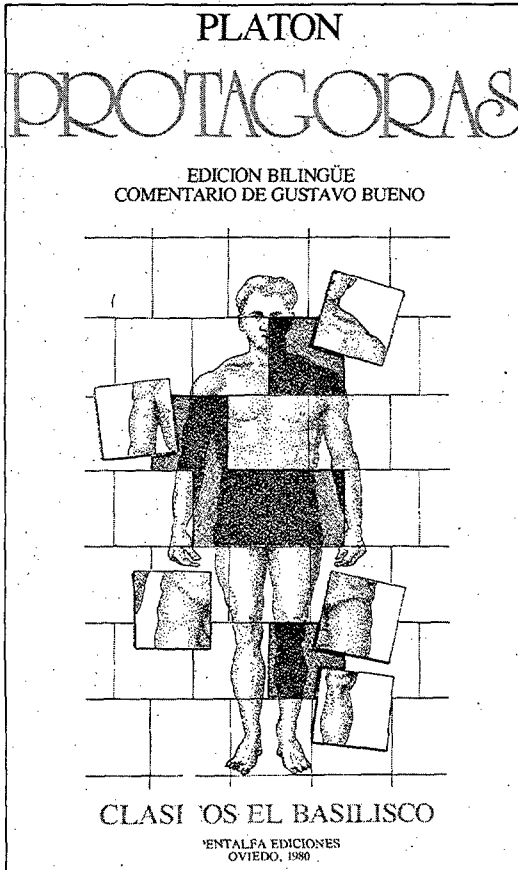 PLATON
PROTAGORAS
EDICION BILINGÜE
COMENTARIO DE GUSTAVO BUENO
CLASI 'OS EL BASILISCO
'ENTALFA EDICIONES
OVIEDO, 1980